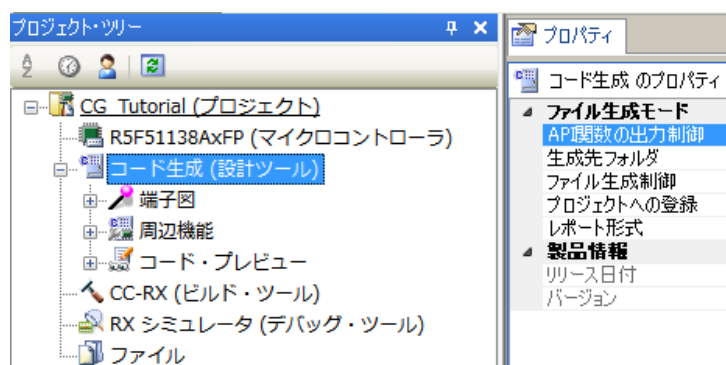 プロジェクト・ツリー
CG_Tutorial (プロジェクト)
R5F51138AxFP (マイクロコントローラ)
コード生成 (設計ツール)
端子図
周辺機能
コード・プレビュー
CC-RX (ビルド・ツール)
RX シミュレータ (デバッグ・ツール)
ファイル
プロパティ
コード生成 のプロパティ
ファイル生成モード
API関数の出力制御
生成先フォルダ
ファイル生成制御
プロジェクトへの登録
レポート形式
製品情報
リリース日付
バージョン